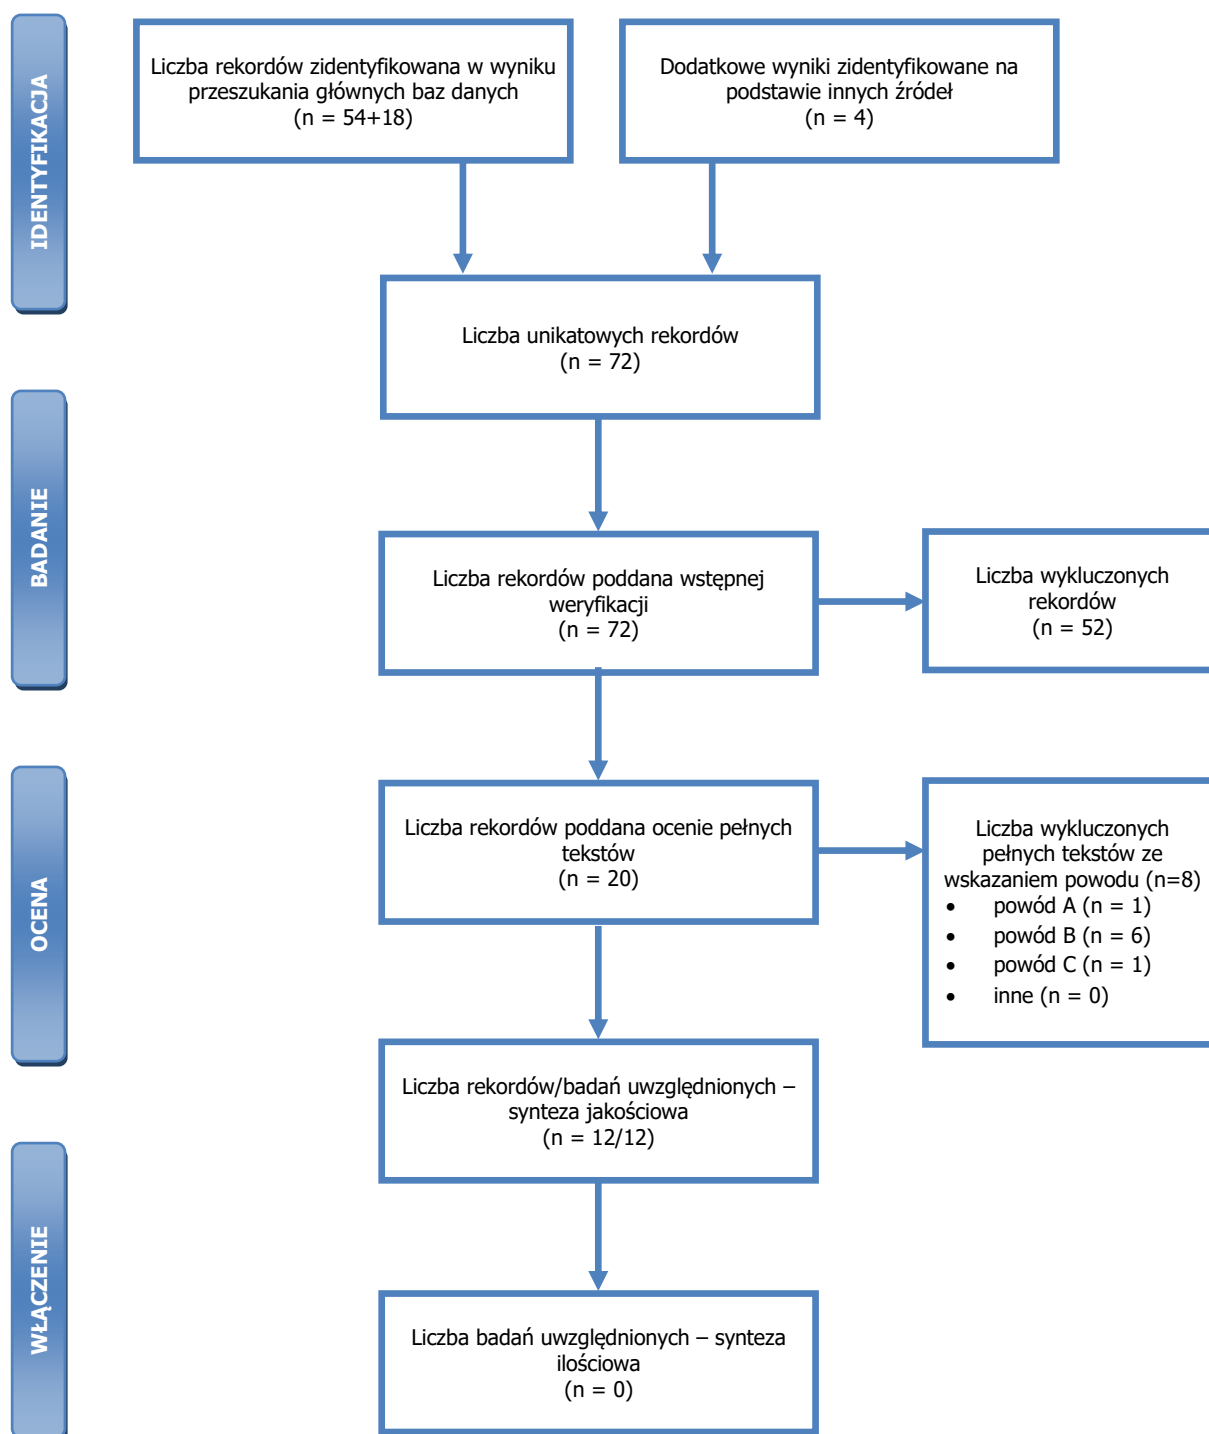 IDENTYFIKACJA
Liczba rekordów zidentyfikowana w wyniku
przeszukania głównych baz danych
(n = 54+18)
Dodatkowe wyniki zidentyfikowane na
podstawie innych źródeł
(n = 4)
Liczba unikatowych rekordów
(n = 72)
BADANIE
Liczba rekordów poddana wstępnej
weryfikacji
(n = 72)
Liczba wykluczonych
rekordów
(n = 52)
OCENA
Liczba rekordów poddana ocenie pełnych
tekstów
(n = 20)
Liczba wykluczonych
pełnych tekstów ze
wskazaniem powodu (n=8)
• powód A (n = 1)
• powód B (n = 6)
• powód C (n = 1)
• inne (n = 0)
Liczba rekordów/badań uwzględnionych –
synteza jakościowa
(n = 12/12)
WŁĄCZENIE
Liczba badań uwzględnionych – synteza
ilościowa
(n = 0)